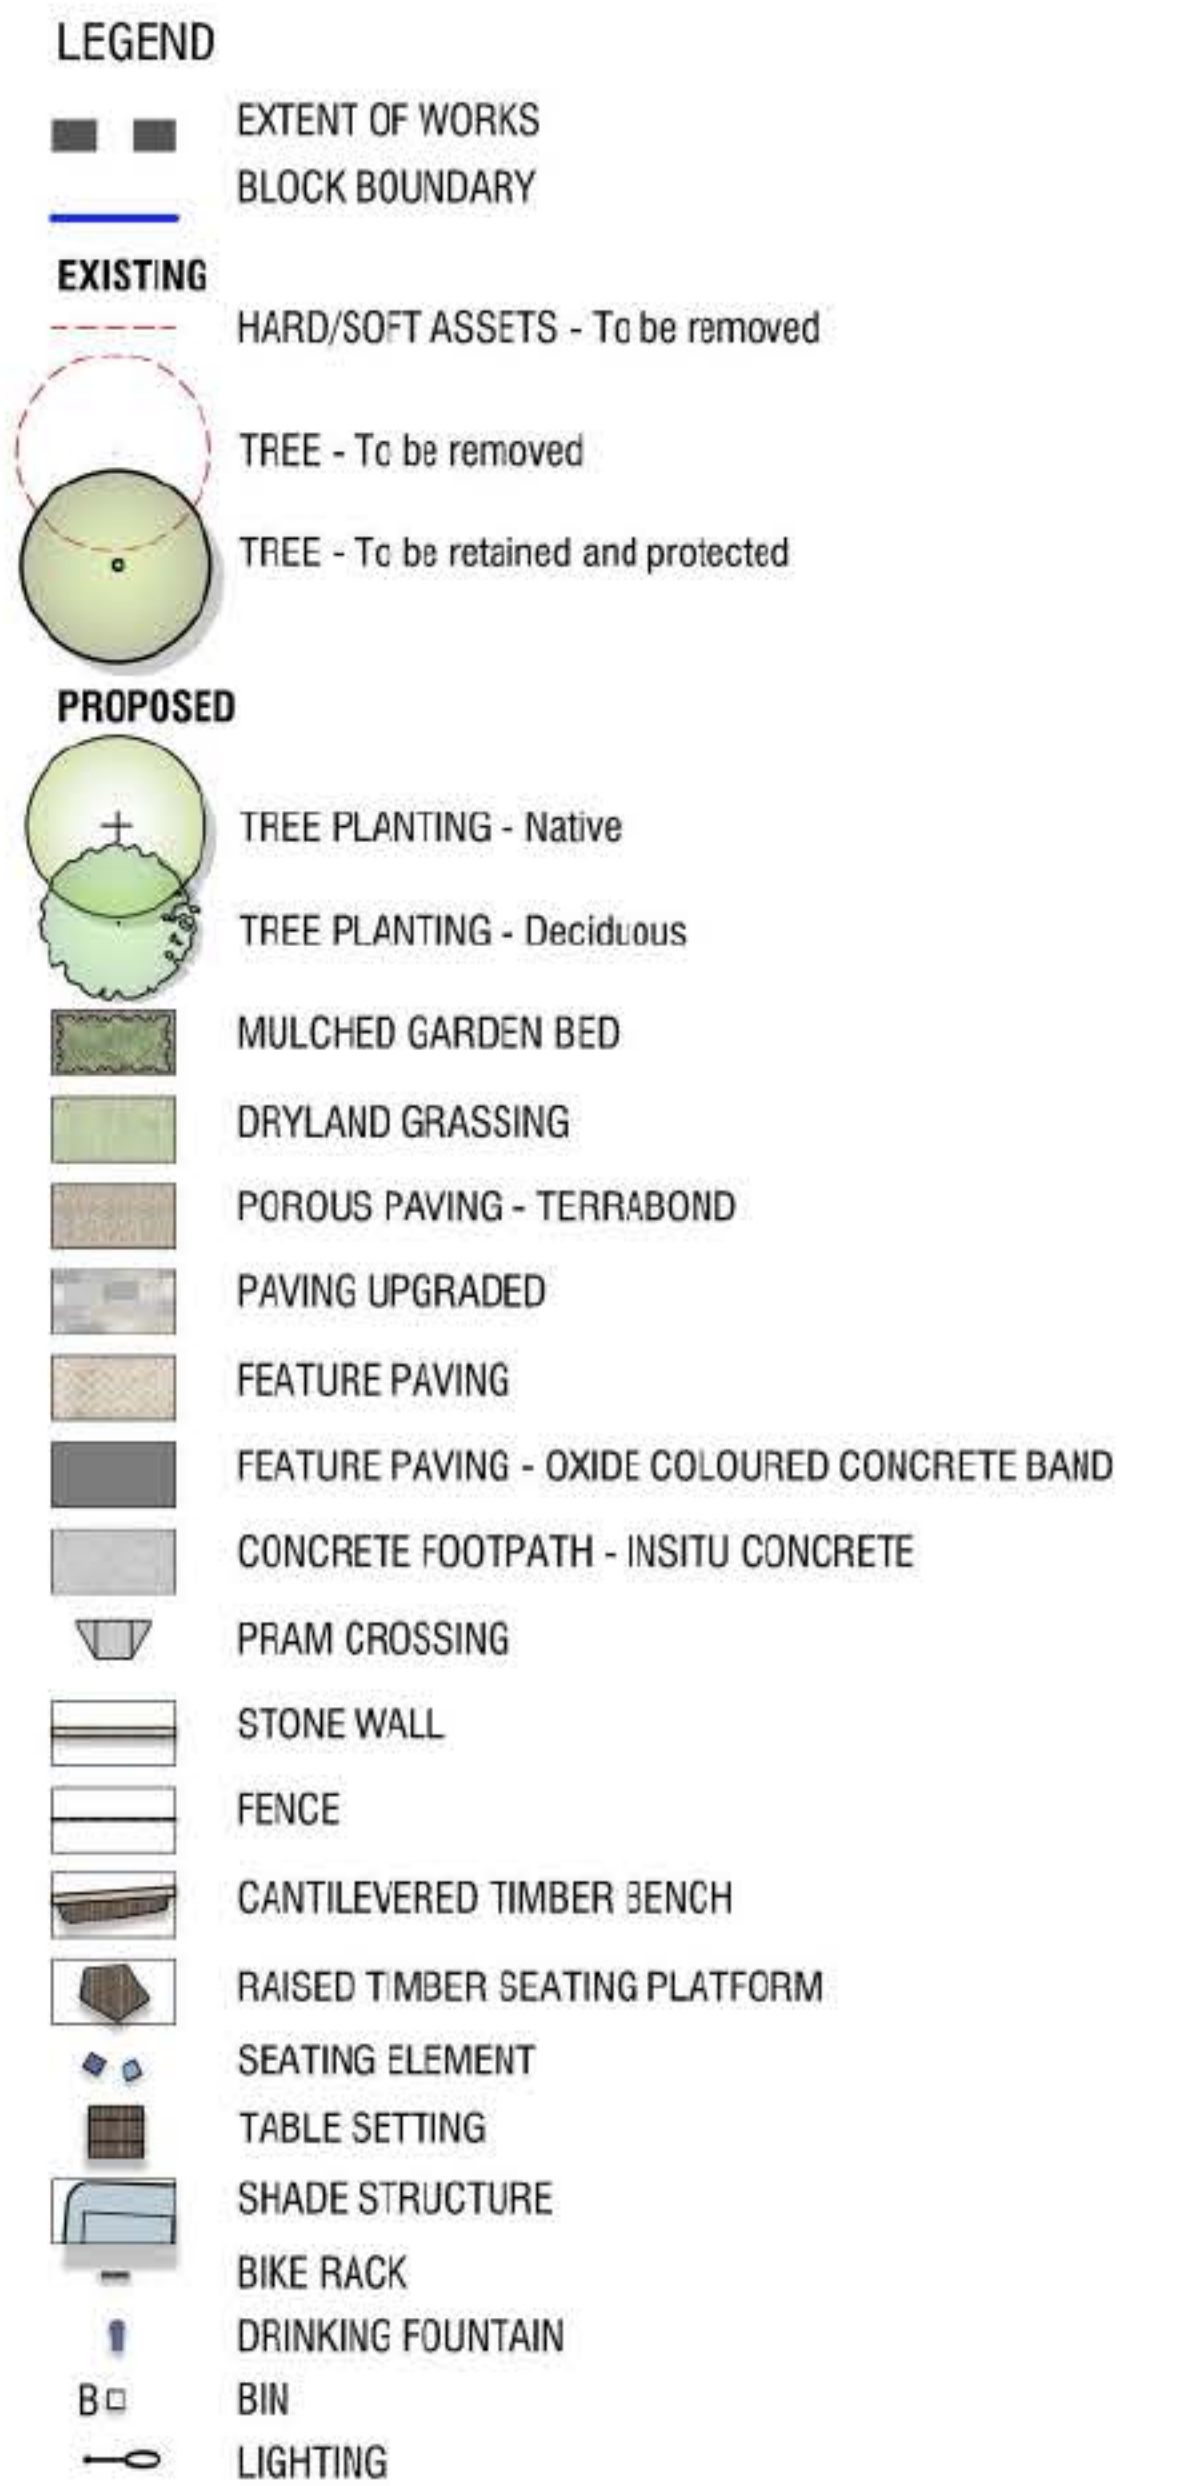 LEGEND
EXTENT OF WORKS
BLOCK BOUNDARY
EXISTING
HARD/SOFT ASSETS - To be removed
TREE - To be removed
TREE - To be retained and protected
PROPOSED
TREE PLANTING - Native
TREE PLANTING - Deciduous
MULCHED GARDEN BED
DRYLAND GRASSING
POROUS PAVING - TERRABOND
PAVING UPGRADED
FEATURE PAVING
FEATURE PAVING - OXIDE COLOURED CONCRETE BAND
CONCRETE FOOTPATH - INSITU CONCRETE
PRAM CROSSING
STONE WALL
FENCE
CANTILEVERED TIMBER BENCH
RAISED TIMBER SEATING PLATFORM
SEATING ELEMENT
TABLE SETTING
SHADE STRUCTURE
BIKE RACK
DRINKING FOUNTAIN
B BIN
LIGHTING